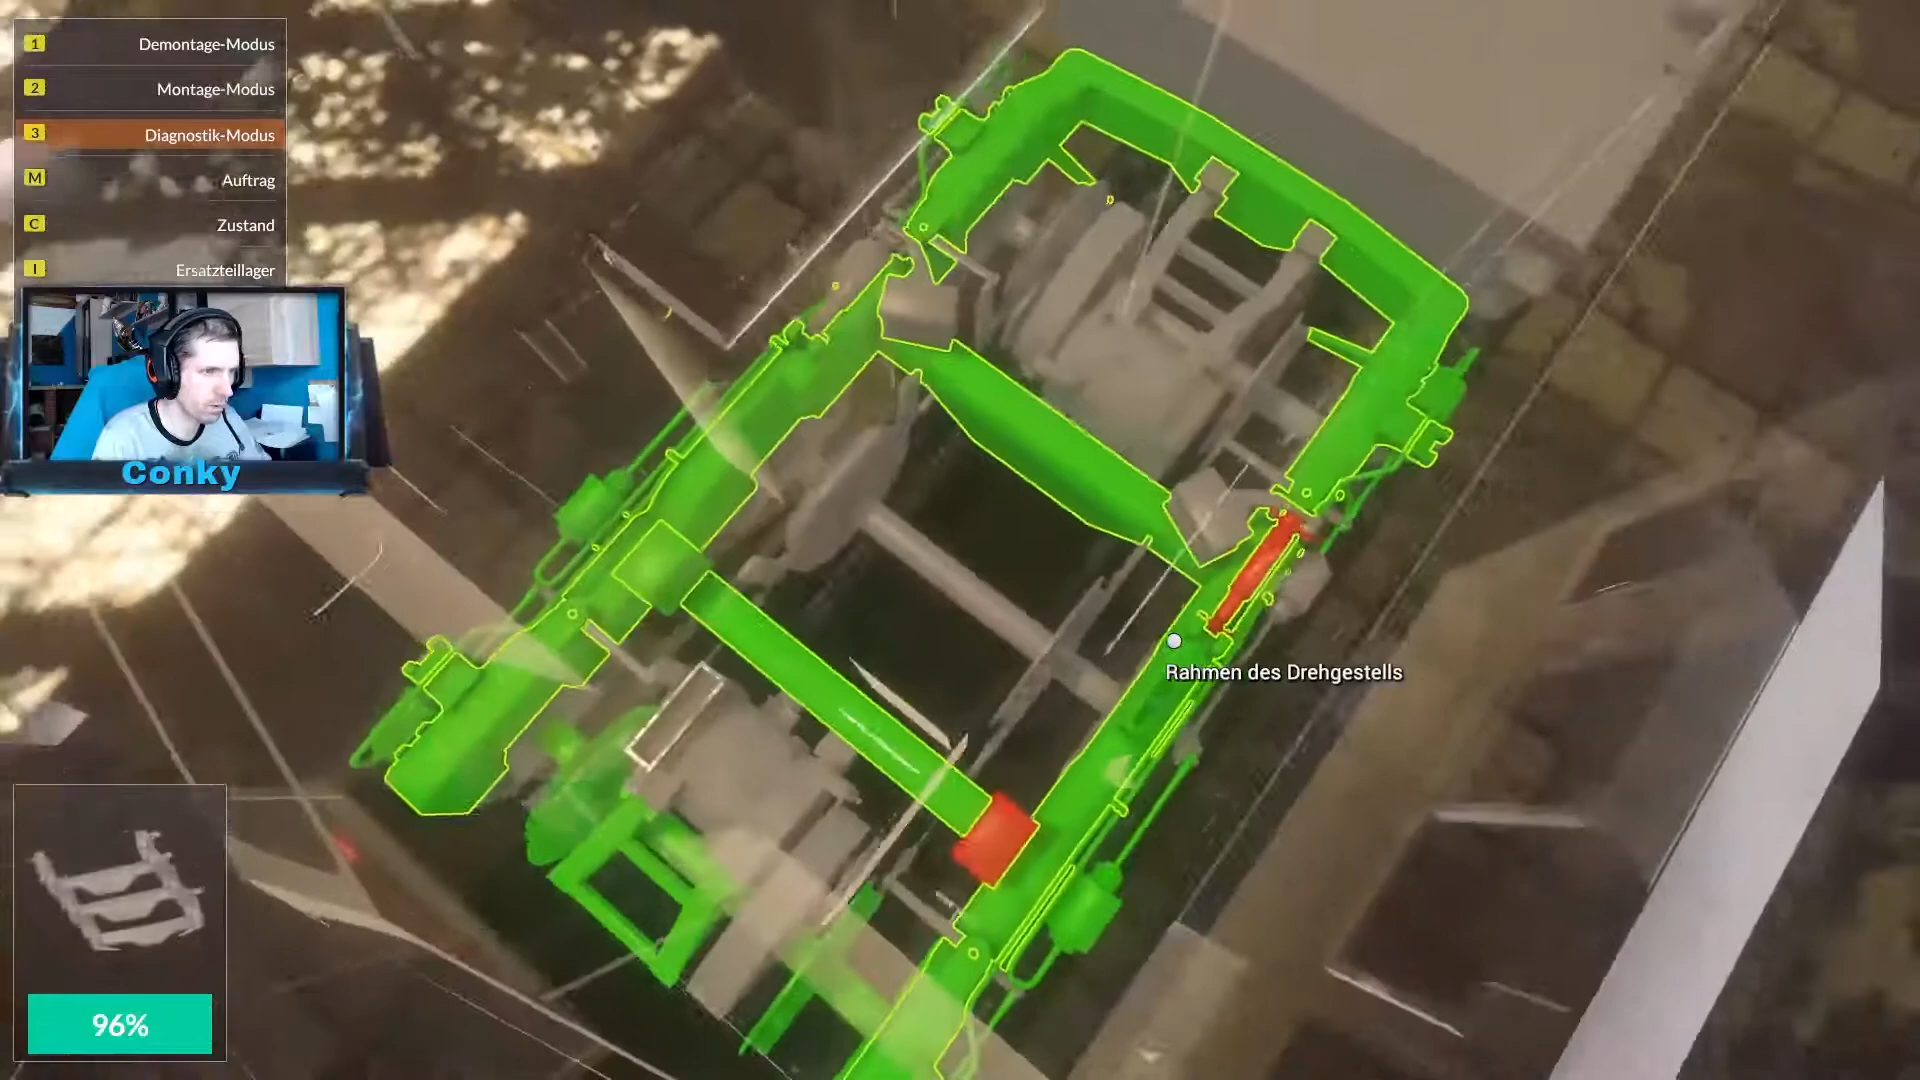 1 Demontage-Modus
2 Montage-Modus
3 Diagnostik-Modus
M Auftrag
C Zustand
I Ersatzteillager
Conky
Rahmen des Drehgestells
96%